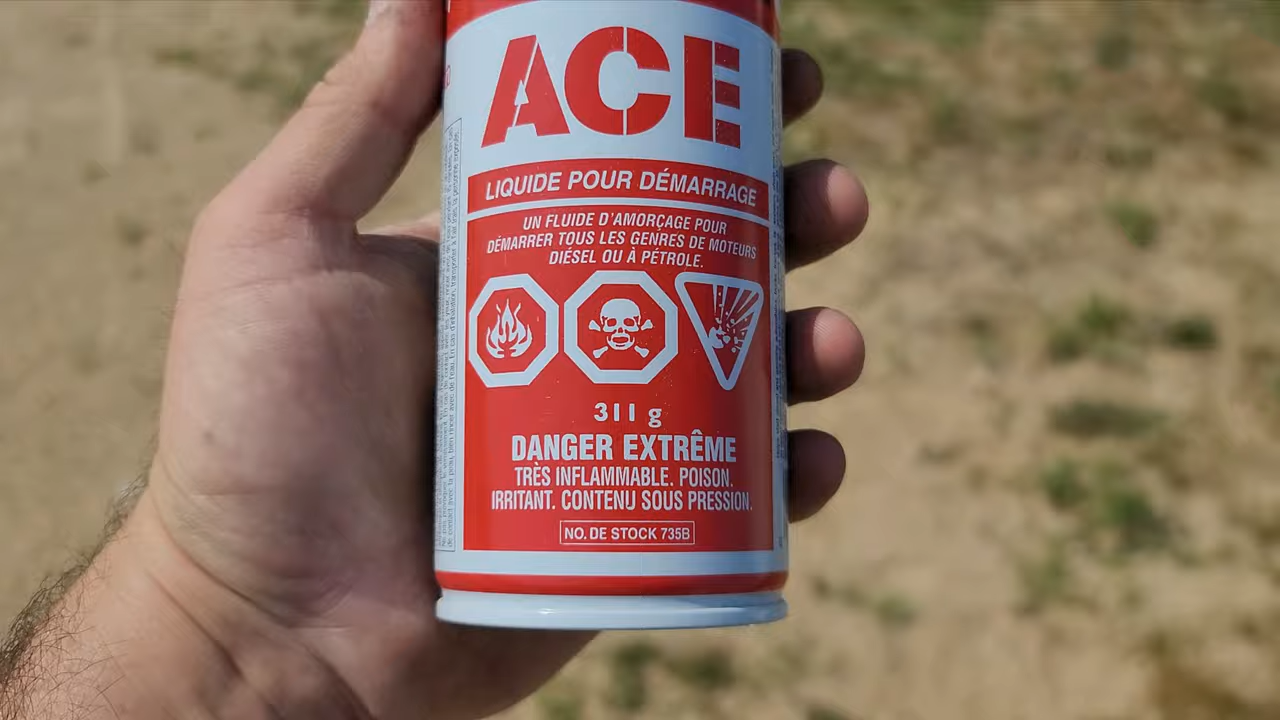 ACE
LIQUIDE POUR DÉMARRAGE
UN FLUIDE D'AMORÇAGE POUR
DÉMARRER TOUS LES GENRES DE MOTEURS
DIESEL OU À PÉTROLE.
311 g
DANGER EXTRÊME
TRÈS INFLAMMABLE. POISON.
IRRITANT. CONTENU SOUS PRESSION.
NO. DE STOCK 735B